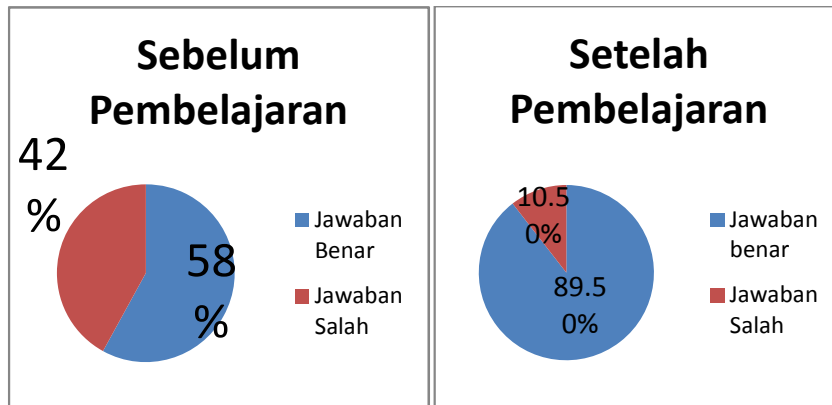 Sebelum
Pembelajaran
42
%
58
%
Jawaban
Benar
Jawaban
Salah
Setelah
Pembelajaran
10.5
0%
89.5
0%
Jawaban
benar
Jawaban
Salah